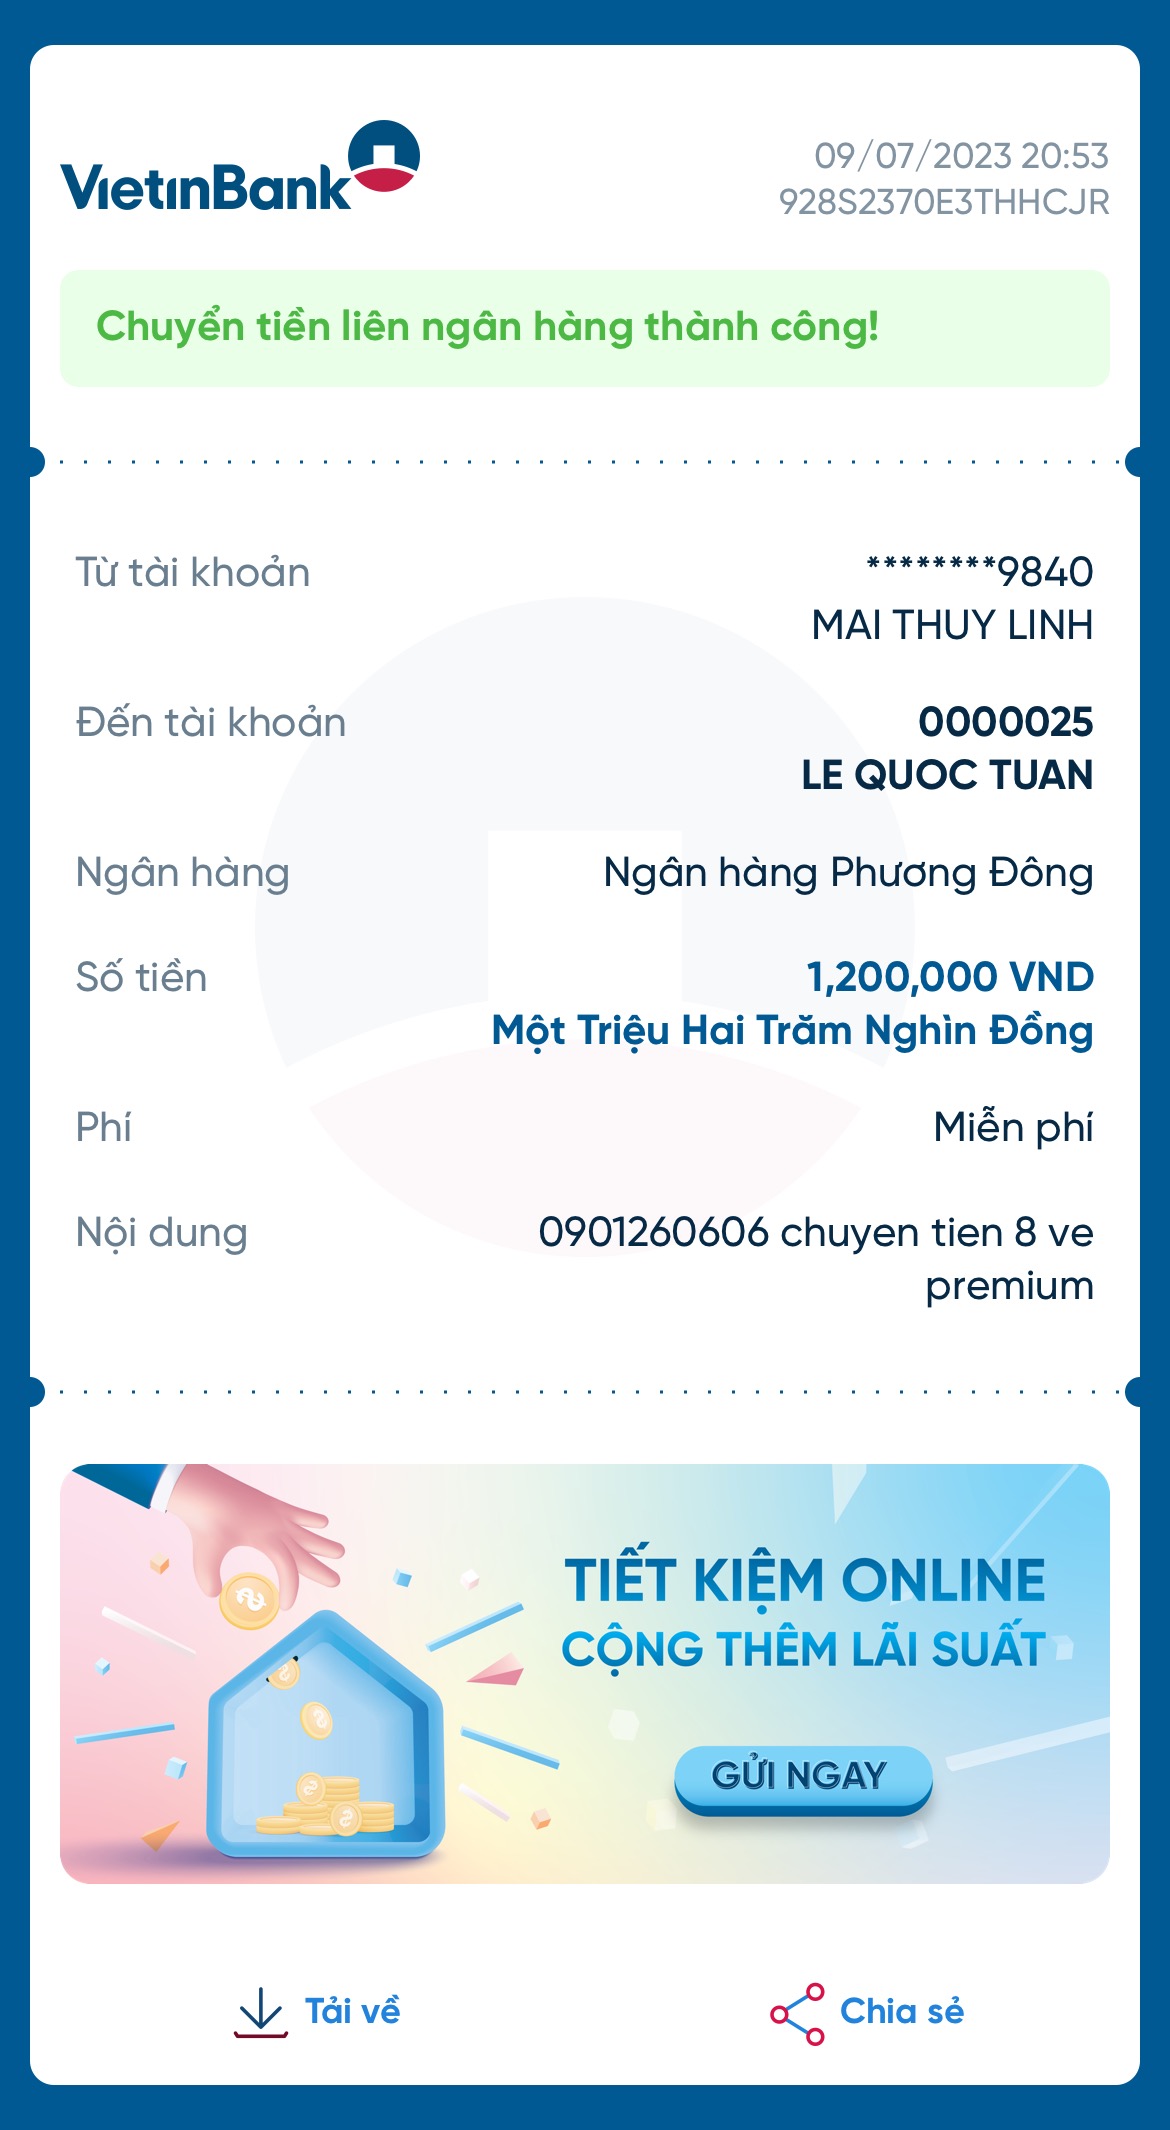 VietinBank
09/07/2023 20:53
928S2370E3THHCJR
Chuyển tiền liên ngân hàng thành công!
Từ tài khoản
********9840
MAI THUY LINH
Đến tài khoản
0000025
LE QUOC TUAN
Ngân hàng
Ngân hàng Phương Đông
Số tiền
1,200,000 VND
Một Triệu Hai Trăm Nghìn Đồng
Phí
Miễn phí
Nội dung
0901260606 chuyen tien 8 ve
premium
TIẾT KIỆM ONLINE
CỘNG THÊM LÃI SUẤT
GỬI NGAY
Tải về
Chia sẻ